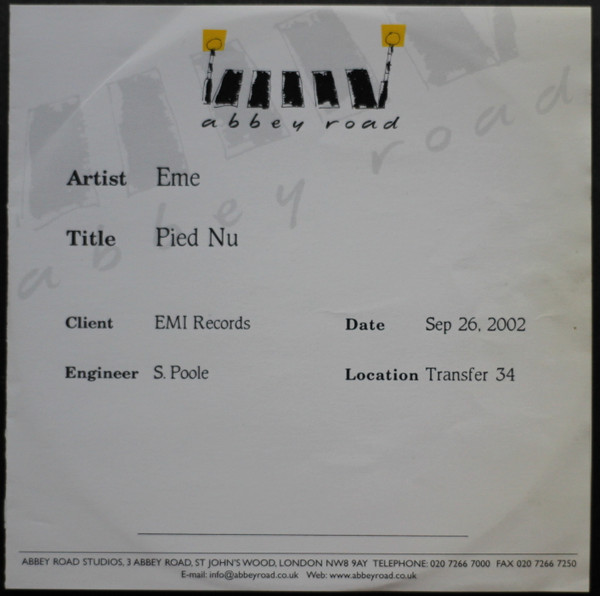 abbey road
abbey road
Artist Eme
Title Pied Nu
Client EMI Records Date Sep 26, 2002
Engineer S. Poole Location Transfer 34
ABBEY ROAD STUDIOS, 3 ABBEY ROAD, ST JOHN'S WOOD, LONDON NW8 9AY TELEPHONE: 020 7266 7000 FAX 020 7266 7250
E-mail: info@abbeyroad.co.uk Web: www.abbeyroad.co.uk